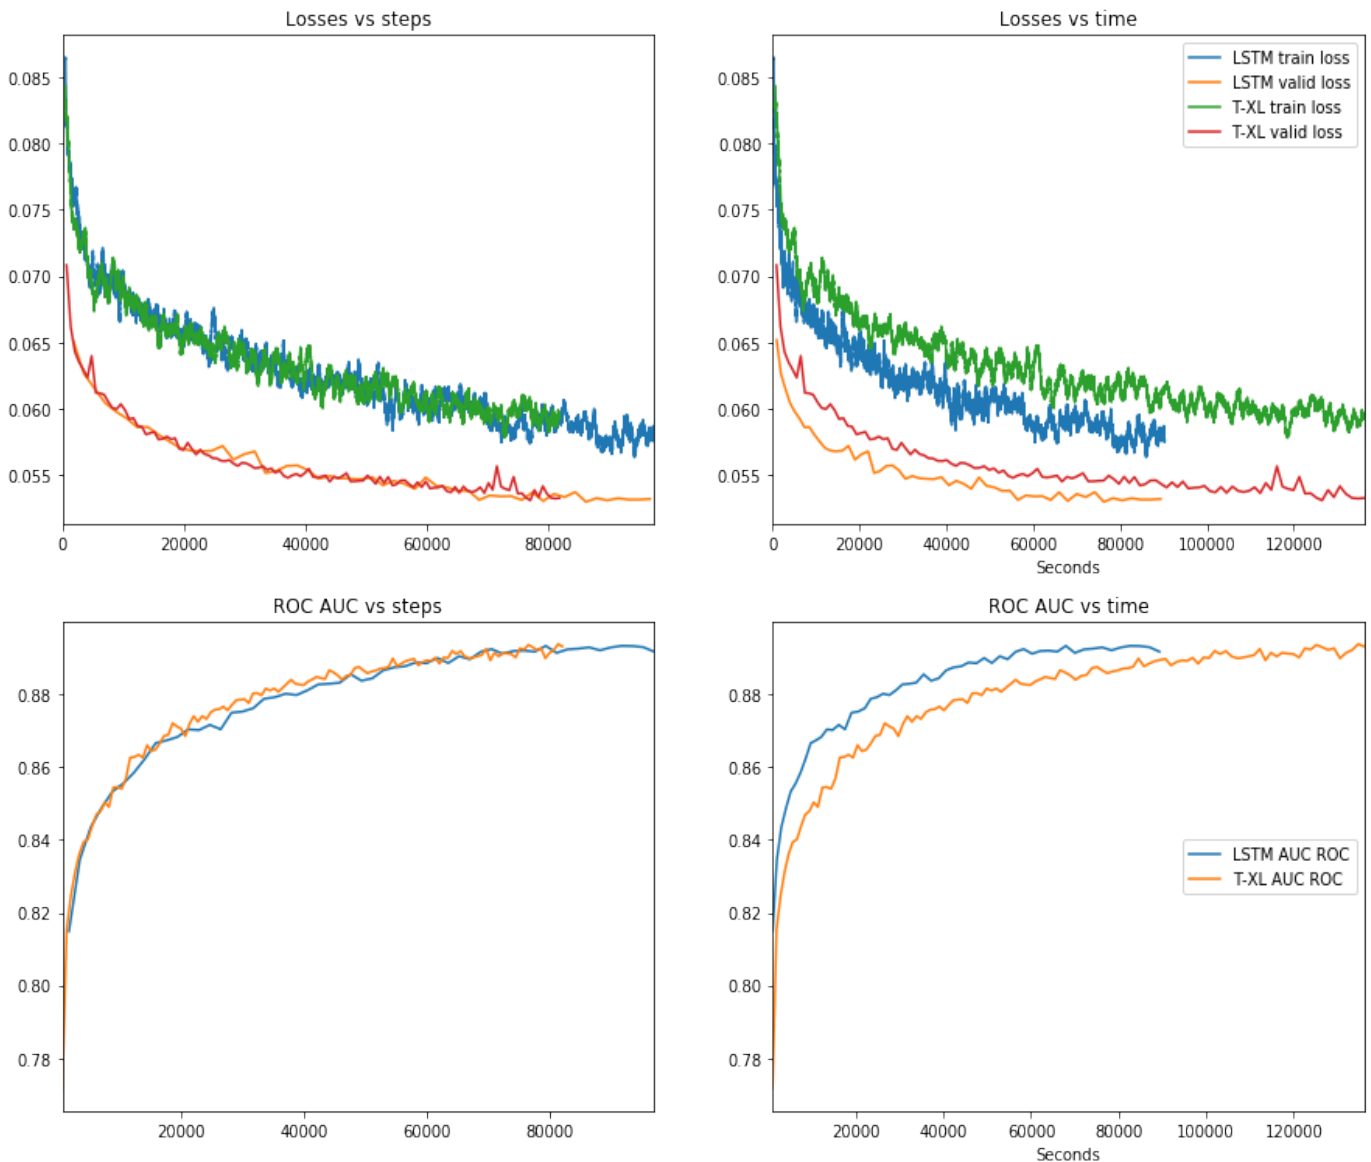 Losses vs steps
0.085
0.080
0.075
0.070
0.065
0.060
0.055
0 20000 40000 60000 80000
Losses vs time
LSTM train loss
LSTM valid loss
T-XL train loss
T-XL valid loss
0.085
0.080
0.075
0.070
0.065
0.060
0.055
0 20000 40000 60000 80000 100000 120000
Seconds
ROC AUC vs steps
0.88
0.86
0.84
0.82
0.80
0.78
20000 40000 60000 80000
ROC AUC vs time
0.88
0.86
0.84
0.82
0.80
0.78
LSTM AUC ROC
T-XL AUC ROC
20000 40000 60000 80000 100000 120000
Seconds